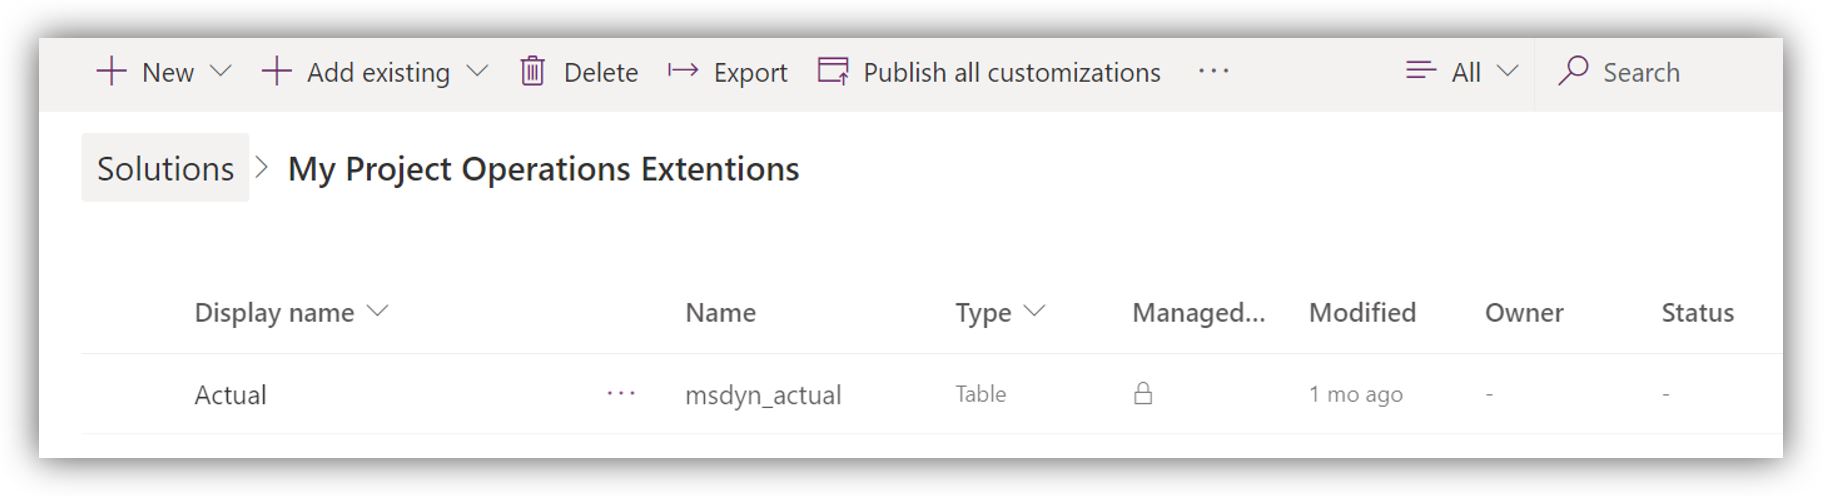 New Add existing Delete Export Publish all customizations ... All Search
Solutions > My Project Operations Extentions
Display name Name Type Managed... Modified Owner Status
Actual ... msdyn_actual Table 1 mo ago - -